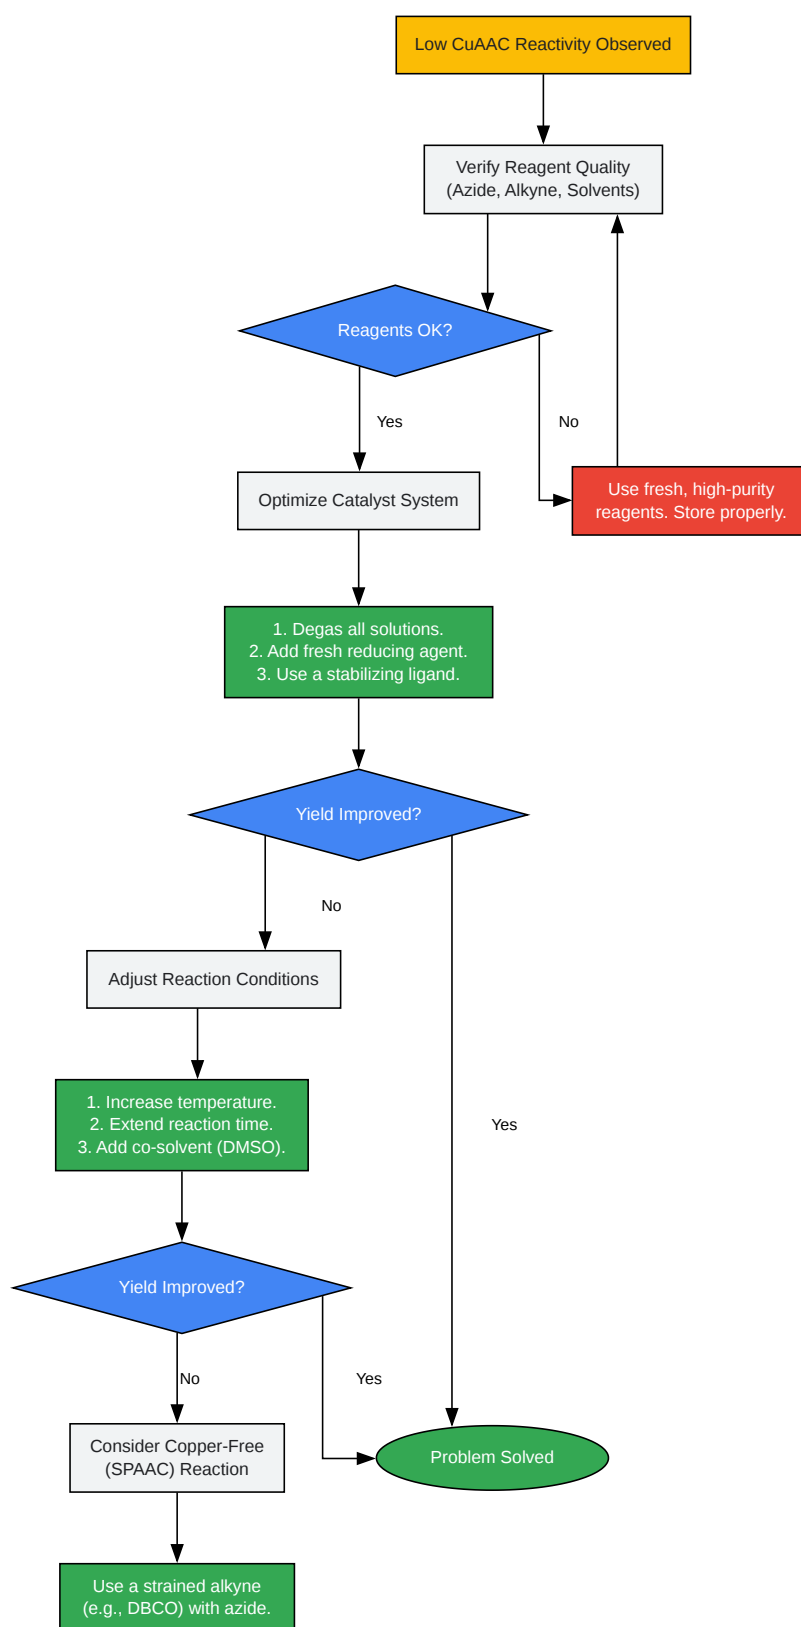 Low CuAAC Reactivity Observed
Verify Reagent Quality
(Azide, Alkyne, Solvents)
Reagents OK?
Yes
No
Optimize Catalyst System
Use fresh, high-purity
reagents. Store properly.
1. Degas all solutions.
2. Add fresh reducing agent.
3. Use a stabilizing ligand.
Yield Improved?
No
Adjust Reaction Conditions
1. Increase temperature.
2. Extend reaction time.
3. Add co-solvent (DMSO).
Yes
Yield Improved?
No
Yes
Consider Copper-Free
(SPAAC) Reaction
Problem Solved
Use a strained alkyne
(e.g., DBCO) with azide.